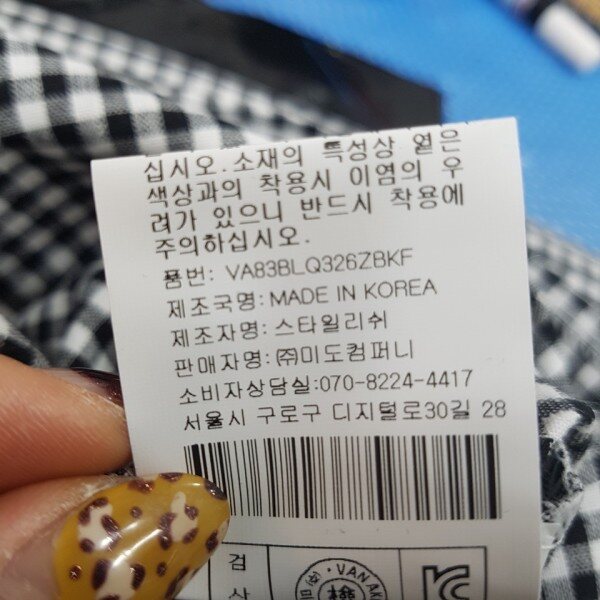 십시오.소재의 특성상 옅은
색상과의 착용시 이염의 우
려가 있으니 반드시 착용에
주의하십시오.
품번: VA83BLQ326ZBKF
제조국명:MADE IN KOREA
제조자명:스타일리쉬
판매자명:㈜미도컴퍼니
소비자상담실:070-8224-4417
서울시 구로구 디지털로30길 28
검